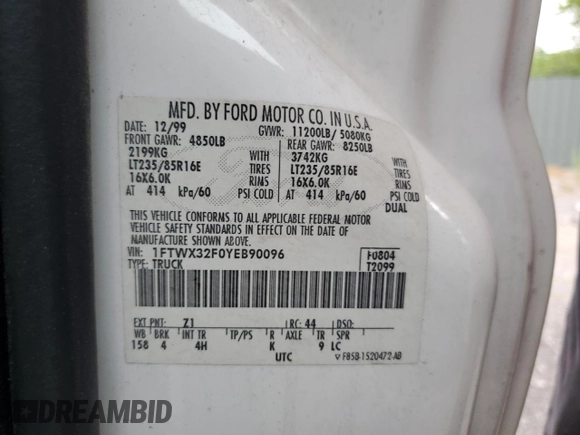 MFD. BY FORD MOTOR CO. IN U.S.A.
DATE: 12/99 GVWR: 11200LB/ 5080KG
FRONT GAWR: 4850LB REAR GAWR: 8250LB
2199KG WITH 3742KG WITH
LT235/85R16E TIRES LT235/85R16E TIRES
16X6.0K RIMS 16X6.0K RIMS
AT 414 kPa/60 PSI COLD AT 414 kPa/60 PSI COLD
DUAL
THIS VEHICLE CONFORMS TO ALL APPLICABLE FEDERAL MOTOR
VEHICLE SAFETY STANDARDS IN EFFECT ON THE DATE OF
MANUFACTURE SHOWN ABOVE.
VIN: 1FTWX32F0YEB90096 F0804
TYPE: TRUCK T2099
EXT PNT: Z1 RC: 44 DSO:
WB BRK INT TR TP/PS R AXLE TR SPR
158 4 4H K 9 LC
UTC F85B-1520472-AB
DREAMBID